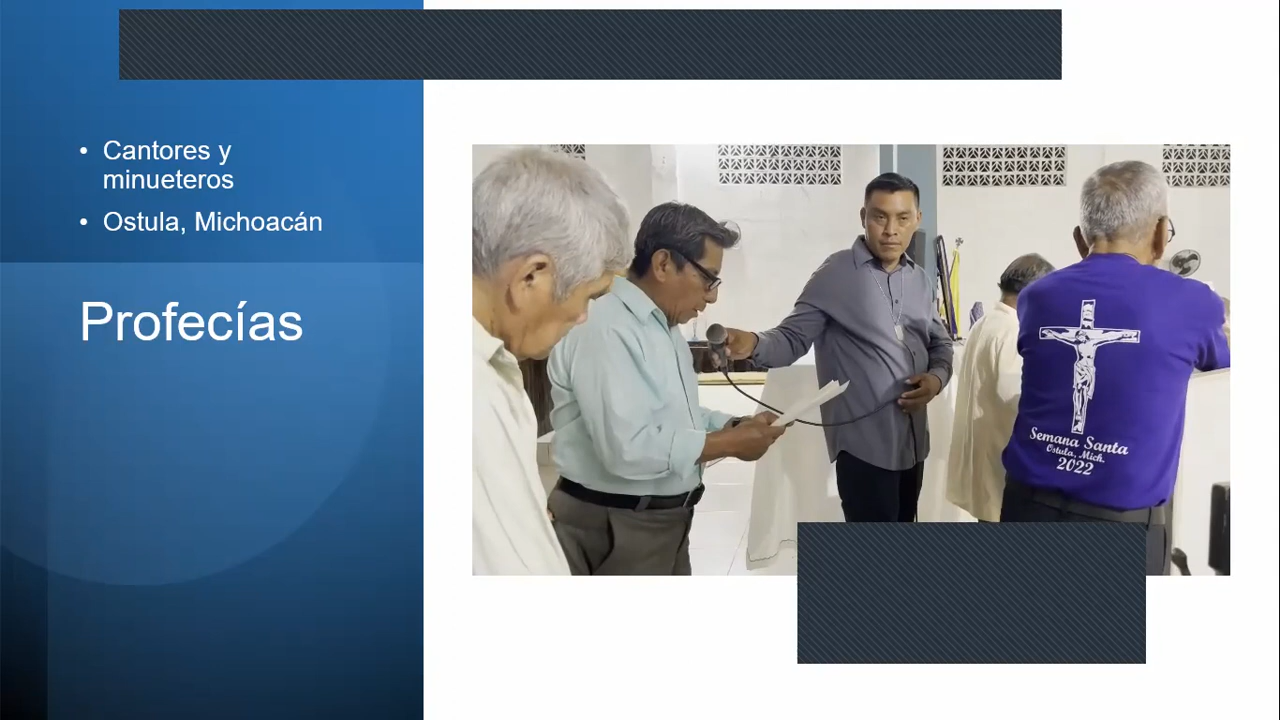 • Cantores y
minueteros
• Ostula, Michoacán
Profecías
Semana Santa
Ostula, Mich.
2022